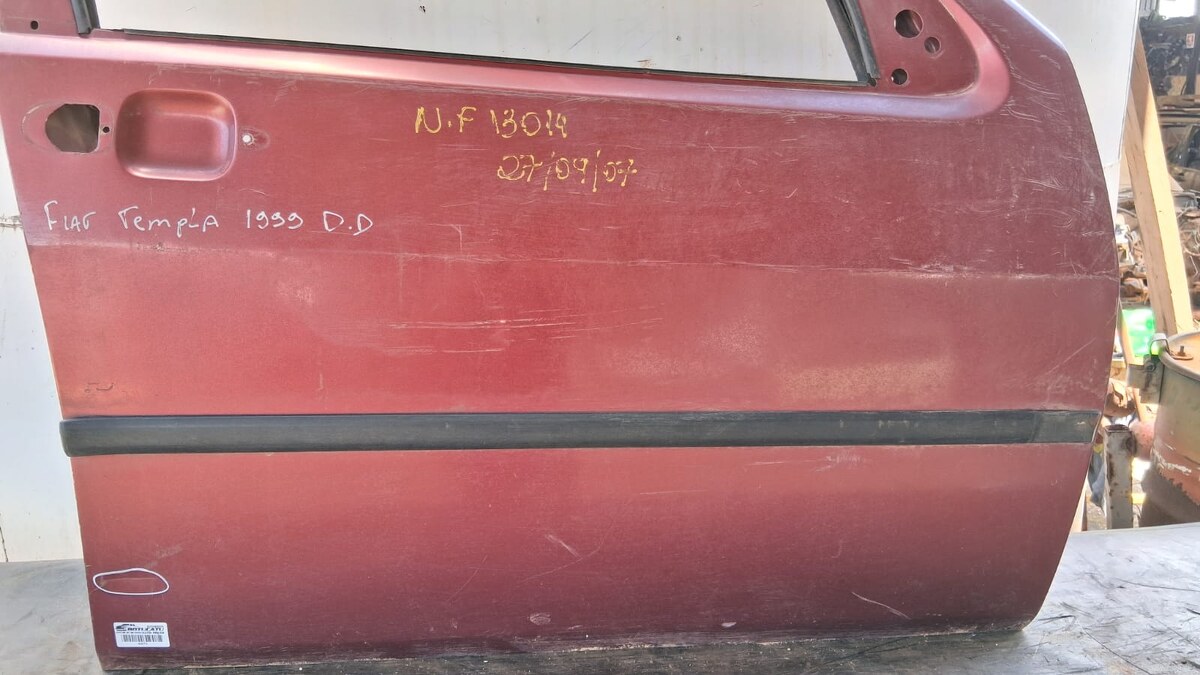 N.F 13014
27/09/07
FIAT TEMPrA 1999 D.D